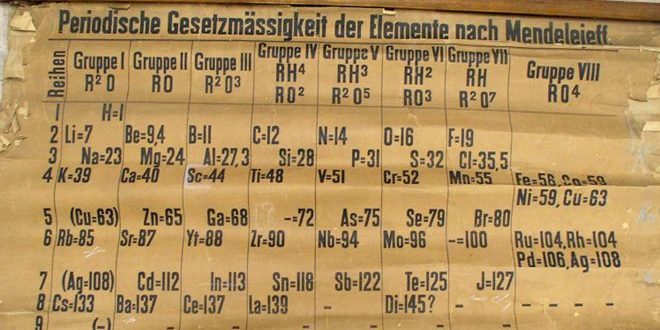 Periodische Gesetzmässigkeit der Elemente nach Mendelejeff.
Reihen Gruppe I Gruppe II Gruppe III Gruppe IV Gruppe V Gruppe VI Gruppe VII Gruppe VIII
RH⁴ RH³ RH² RH
R²O RO R²O³ RO² R²O⁵ RO³ R²O⁷ RO⁴
1 H=1
2 Li=7 Be=9,4 B=11 C=12 N=14 O=16 F=19
3 Na=23 Mg=24 Al=27,3 Si=28 P=31 S=32 Cl=35,5
4 K=39 Ca=40 Sc=44 Ti=48 V=51 Cr=52 Mn=55 Fe=56, Co=59
Ni=59, Cu=63
5 (Cu=63) Zn=65 Ga=68 -=72 As=75 Se=79 Br=80
6 Rb=85 Sr=87 Yt=88 Zr=90 Nb=94 Mo=96 -=100 Ru=104, Rh=104
Pd=106, Ag=108
7 (Ag=108) Cd=112 In=113 Sn=118 Sb=122 Te=125 J=127
8 Cs=133 Ba=137 Ce=137 La=139 - Di=145? - - - - -
9 (-)